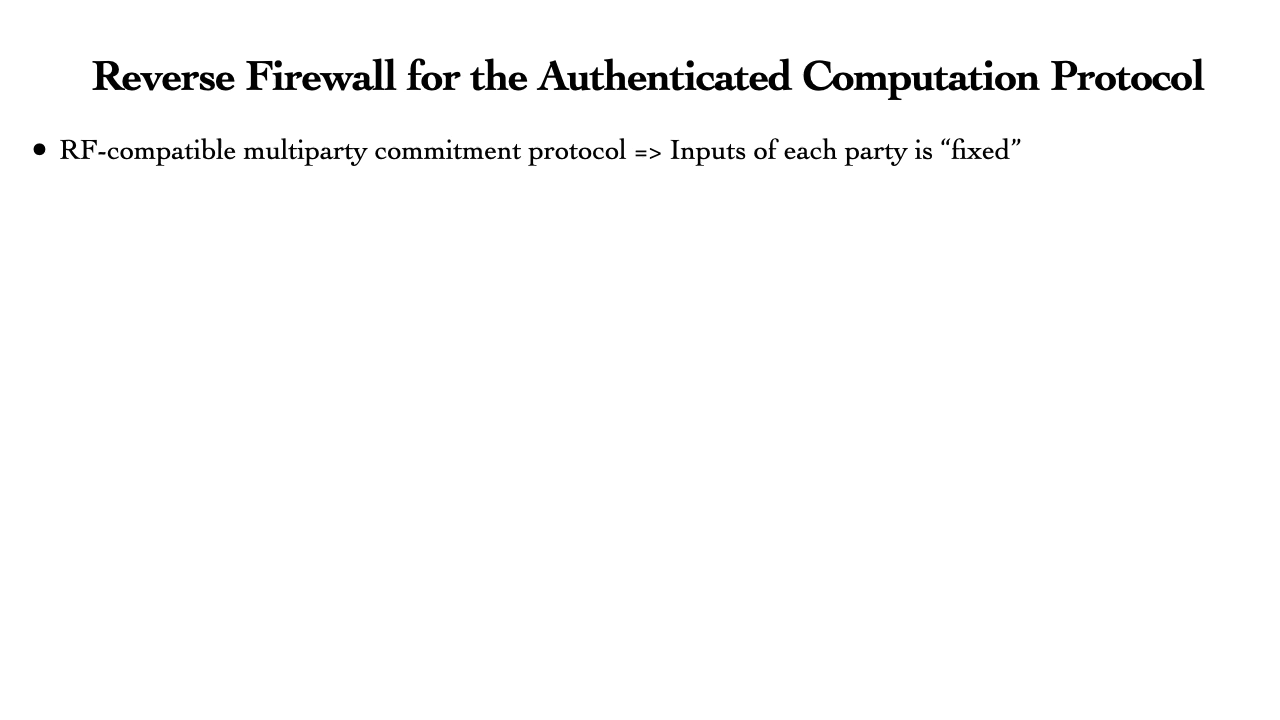 Reverse Firewall for the Authenticated Computation Protocol
• RF-compatible multiparty commitment protocol => Inputs of each party is “fixed”